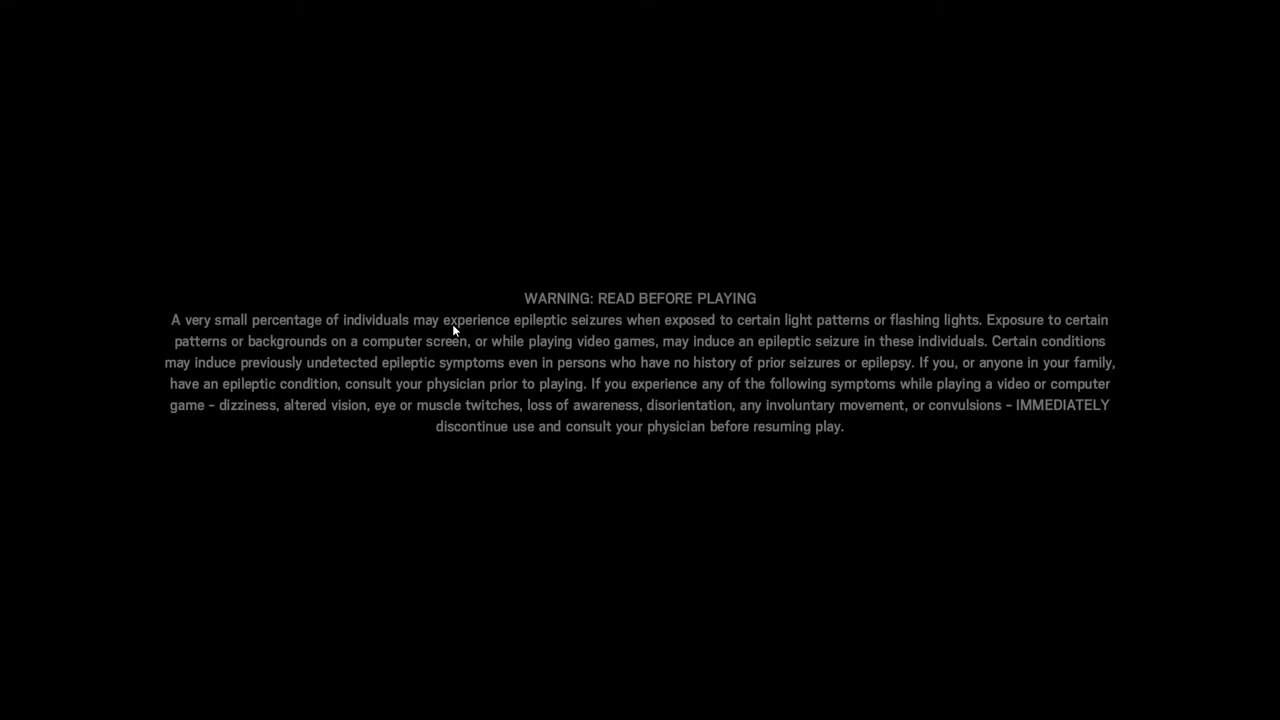 WARNING: READ BEFORE PLAYING
A very small percentage of individuals may experience epileptic seizures when exposed to certain light patterns or flashing lights. Exposure to certain
patterns or backgrounds on a computer screen, or while playing video games, may induce an epileptic seizure in these individuals. Certain conditions
may induce previously undetected epileptic symptoms even in persons who have no history of prior seizures or epilepsy. If you, or anyone in your family,
have an epileptic condition, consult your physician prior to playing. If you experience any of the following symptoms while playing a video or computer
game – dizziness, altered vision, eye or muscle twitches, loss of awareness, disorientation, any involuntary movement, or convulsions – IMMEDIATELY
discontinue use and consult your physician before resuming play.